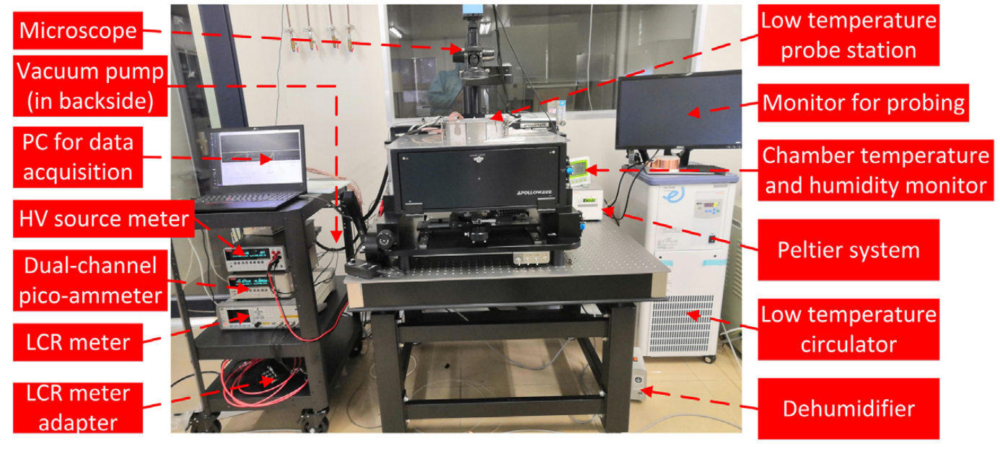 Microscope
Vacuum pump
(in backside)
PC for data
acquisition
HV source meter
Dual-channel
pico-ammeter
LCR meter
LCR meter
adapter
APOLLOWAVE
Low temperature
probe station
Monitor for probing
Chamber temperature
and humidity monitor
Peltier system
Low temperature
circulator
Dehumidifier